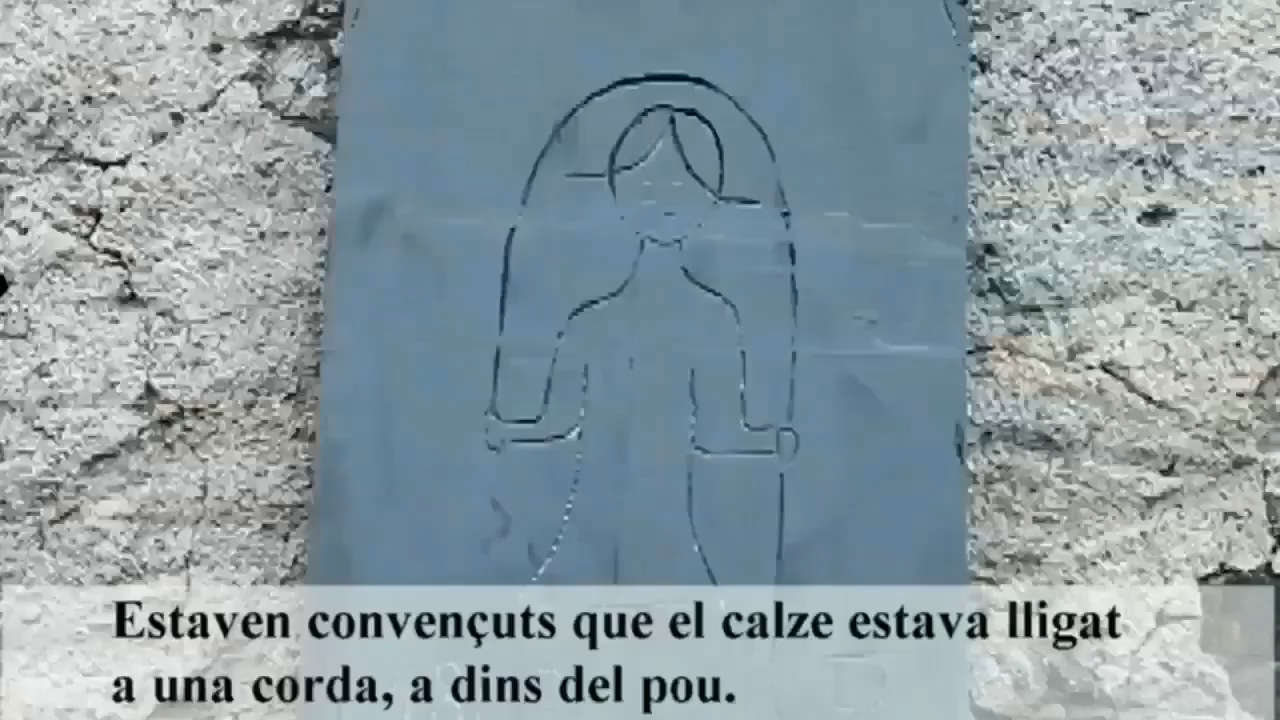 Estaven convençuts que el calze estava lligat
a una corda, a dins del pou.